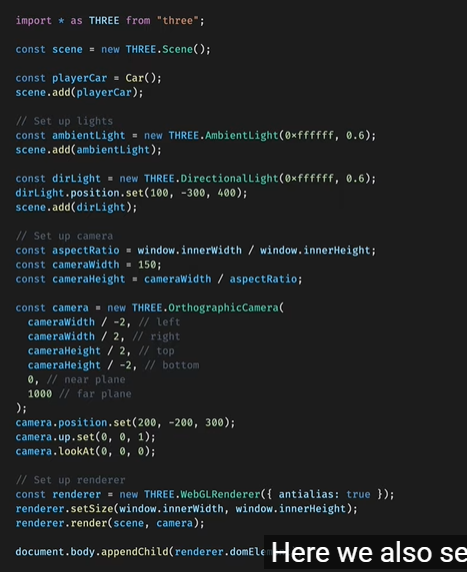 import * as THREE from "three";
const scene = new THREE.Scene();
const playerCar = Car();
scene.add(playerCar);
// Set up lights
const ambientLight = new THREE.AmbientLight(0xffffff, 0.6);
scene.add(ambientLight);
const dirLight = new THREE.DirectionalLight(0xffffff, 0.6);
dirLight.position.set(100, -300, 400);
scene.add(dirLight);
// Set up camera
const aspectRatio = window.innerWidth / window.innerHeight;
const cameraWidth = 150;
const cameraHeight = cameraWidth / aspectRatio;
const camera = new THREE.OrthographicCamera(
cameraWidth / -2, // left
cameraWidth / 2, // right
cameraHeight / 2, // top
cameraHeight / -2, // bottom
0, // near plane
1000 // far plane
);
camera.position.set(200, -200, 300);
camera.up.set(0, 0, 1);
camera.lookAt(0, 0, 0);
// Set up renderer
const renderer = new THREE.WebGLRenderer({ antialias: true });
renderer.setSize(window.innerWidth, window.innerHeight);
renderer.render(scene, camera);
document.body.appendChild(renderer.domEle
Here we also se